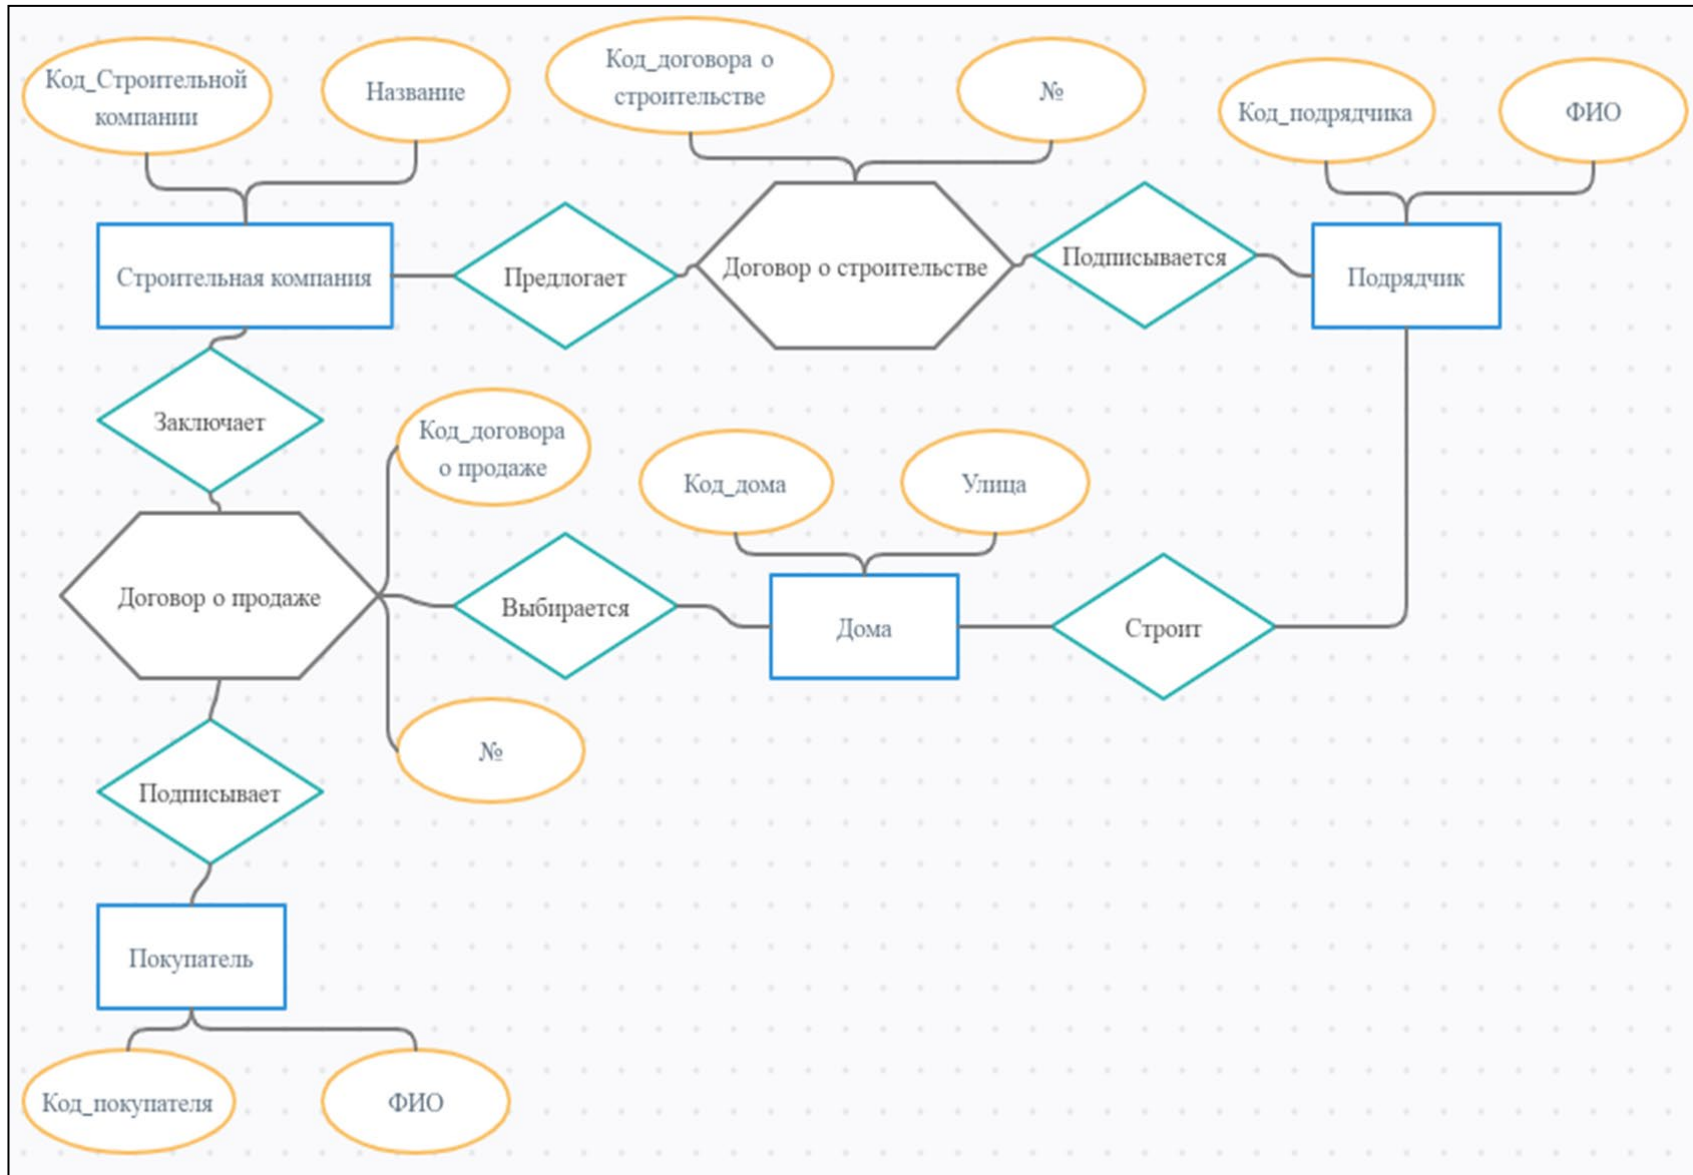 Код_Строительной
компании
Название
Код_договора о
строительстве
№
Код_подрядчика
ФИО
Строительная компания
Предлогает
Договор о строительстве
Подписывается
Подрядчик
Заключает
Код_договора
о продаже
Код_дома
Улица
Договор о продаже
Выбирается
Дома
Строит
№
Подписывает
Покупатель
Код_покупателя
ФИО